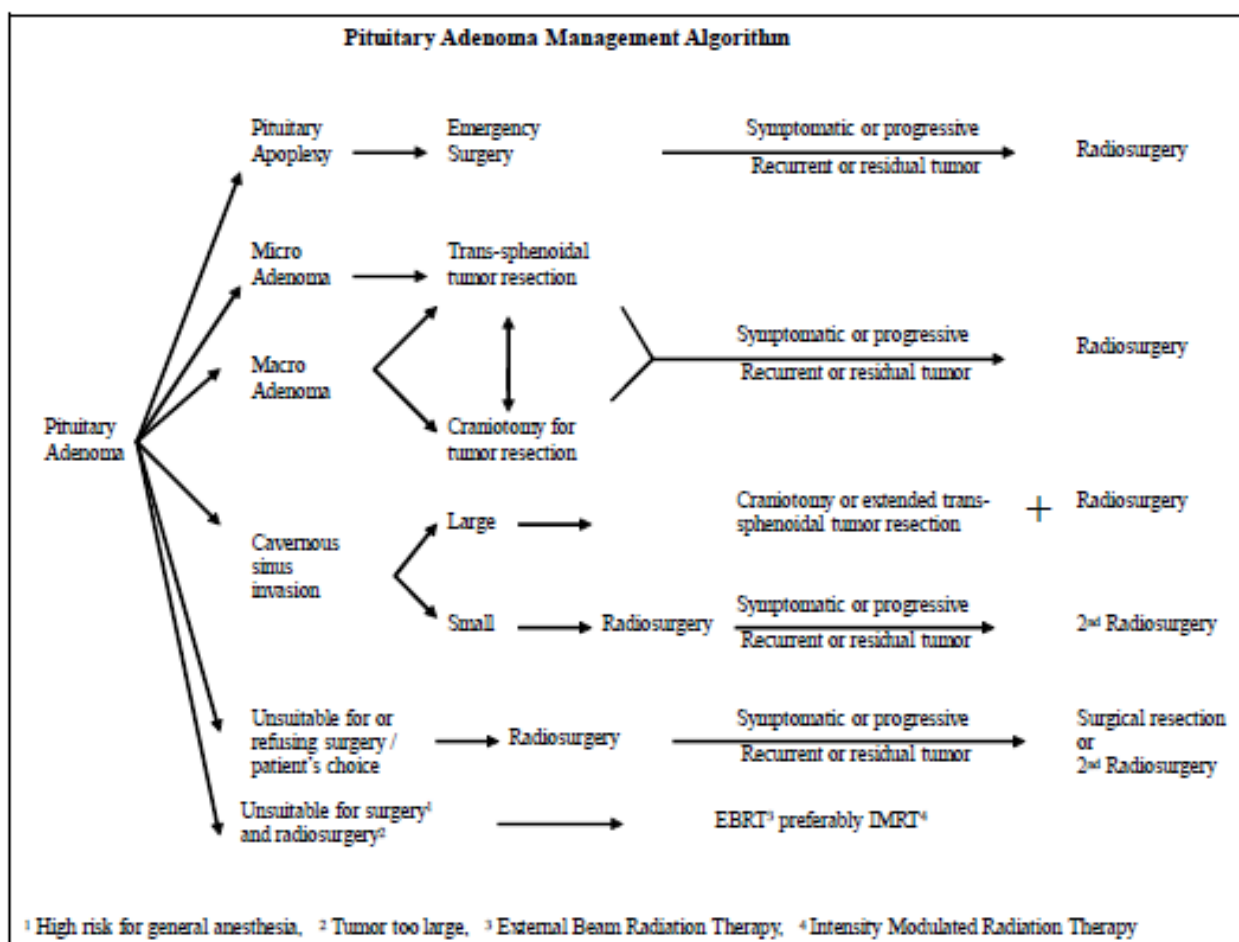 Pituitary Adenoma Management Algorithm
Pituitary
Apoplexy
Emergency
Surgery
Symptomatic or progressive
Recurrent or residual tumor
Radiosurgery
Micro
Adenoma
Trans-sphenoidal
tumor resection
Macro
Adenoma
Symptomatic or progressive
Recurrent or residual tumor
Radiosurgery
Pituitary
Adenoma
Craniotomy for
tumor resection
Cavernous
sinus
invasion
Large
Craniotomy or extended trans-
sphenoidal tumor resection
+
Radiosurgery
Small
Radiosurgery
Symptomatic or progressive
Recurrent or residual tumor
2ⁿᵈ Radiosurgery
Unsuitable for or
refusing surgery /
patient's choice
Radiosurgery
Symptomatic or progressive
Recurrent or residual tumor
Surgical resection
or
2ⁿᵈ Radiosurgery
Unsuitable for surgery¹
and radiosurgery²
EBRT³ preferably IMRT⁴
¹ High risk for general anesthesia, ² Tumor too large, ³ External Beam Radiation Therapy, ⁴ Intensity Modulated Radiation Therapy